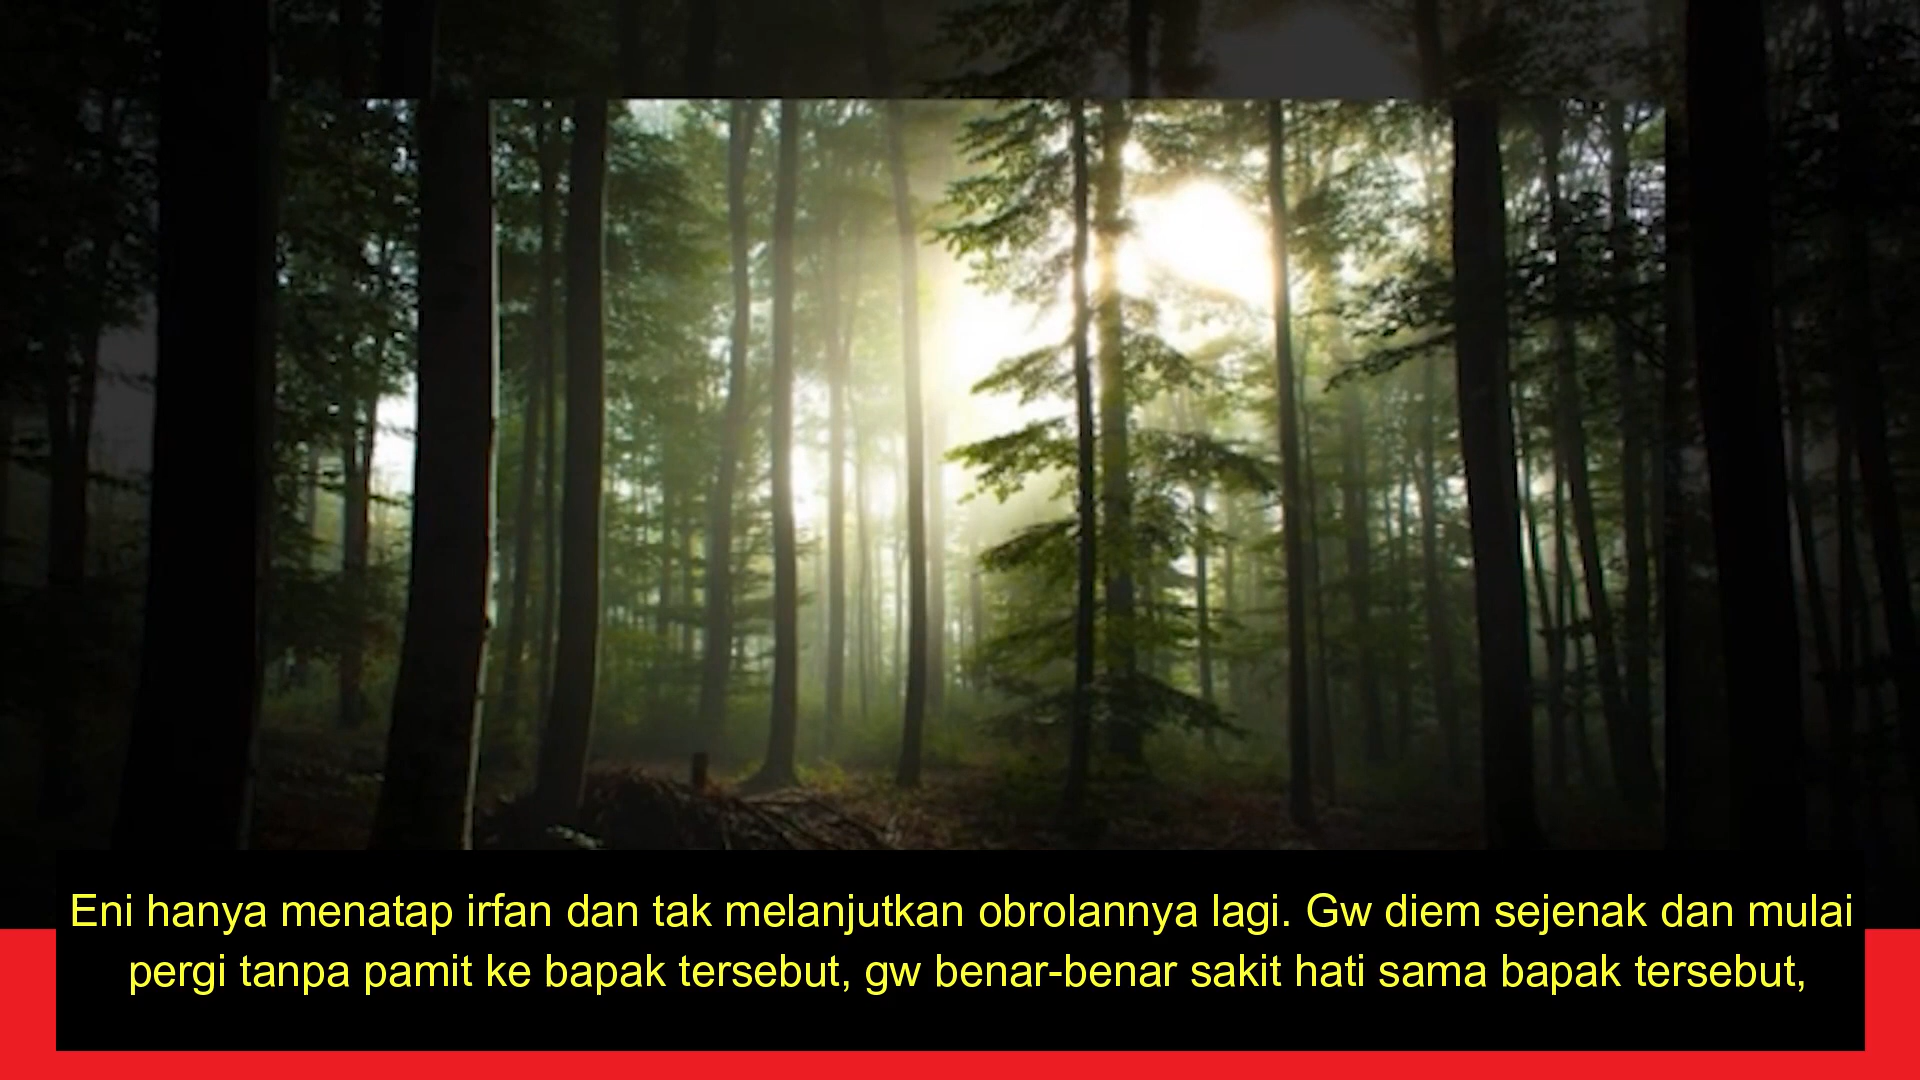 Eni hanya menatap irfan dan tak melanjutkan obrolannya lagi. Gw diem sejenak dan mulai
pergi tanpa pamit ke bapak tersebut, gw benar-benar sakit hati sama bapak tersebut,